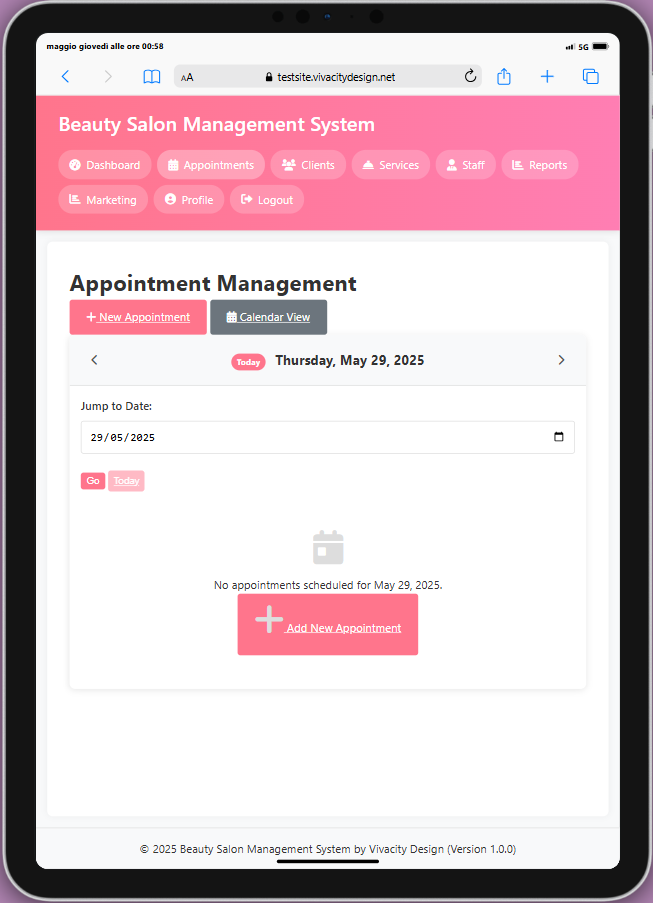 maggio giovedì alle ore 00:58
5G
AA
testsite.vivacitydesign.net
Beauty Salon Management System
Dashboard Appointments Clients Services Staff Reports
Marketing Profile Logout
Appointment Management
New Appointment Calendar View
Today Thursday, May 29, 2025
Jump to Date:
29/05/2025
Go Today
No appointments scheduled for May 29, 2025.
Add New Appointment
© 2025 Beauty Salon Management System by Vivacity Design (Version 1.0.0)